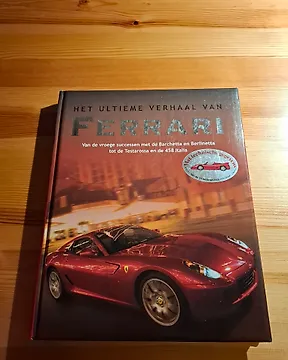 HET ULTIEME VERHAAL VAN
FERRARI
Van de vroege successen met de Barchetta en Berlinetta
tot de Testarossa en de 458 Italia